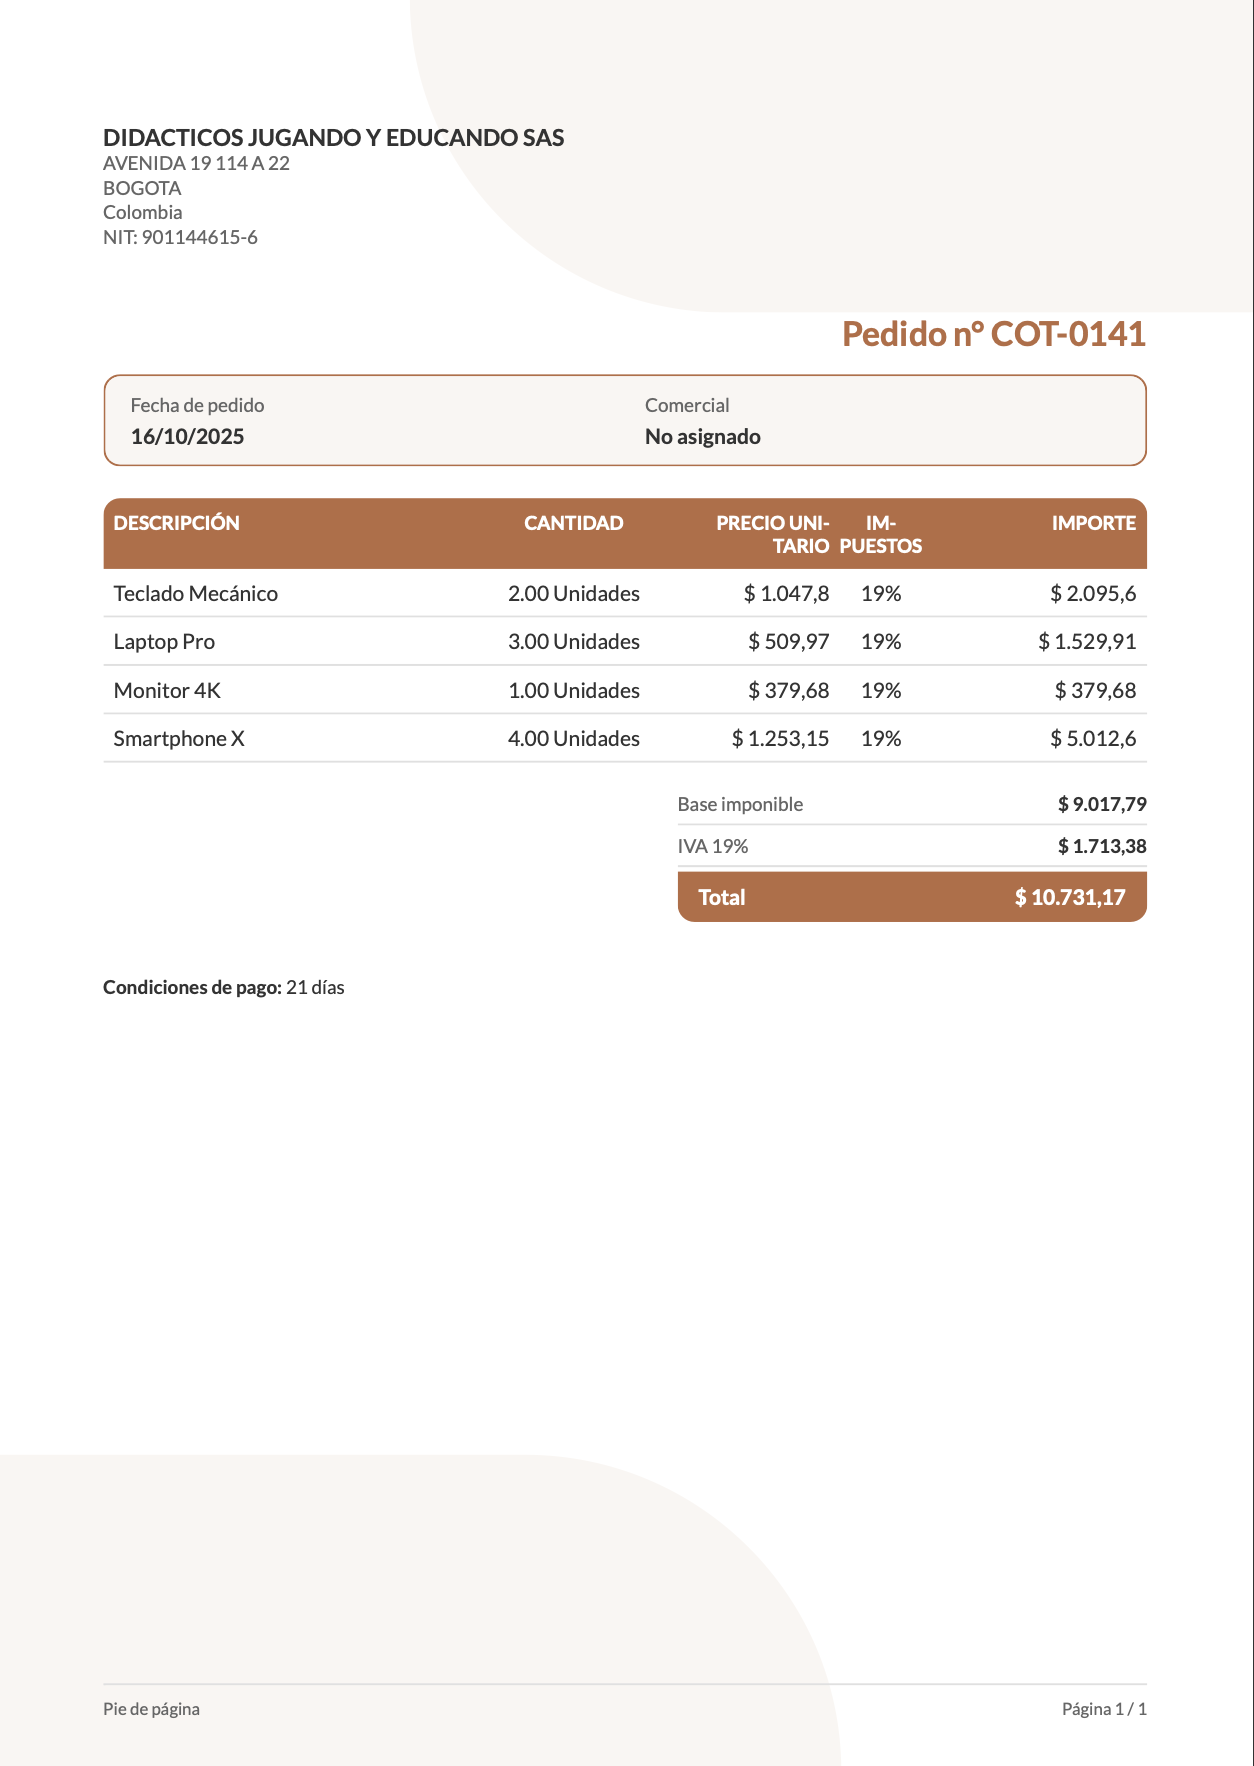 DIDACTICOS JUGANDO Y EDUCANDO SAS
AVENIDA 19 114 A 22
BOGOTA
Colombia
NIT: 901144615-6
Pedido n° COT-0141
Fecha de pedido Comercial
16/10/2025 No asignado
DESCRIPCIÓN CANTIDAD PRECIO UNI- IM- IMPORTE
TARIO PUESTOS
Teclado Mecánico 2.00 Unidades $ 1.047,8 19% $ 2.095,6
Laptop Pro 3.00 Unidades $ 509,97 19% $ 1.529,91
Monitor 4K 1.00 Unidades $ 379,68 19% $ 379,68
Smartphone X 4.00 Unidades $ 1.253,15 19% $ 5.012,6
Base imponible $ 9.017,79
IVA 19% $ 1.713,38
Total $ 10.731,17
Condiciones de pago: 21 días
Pie de página Página 1 / 1